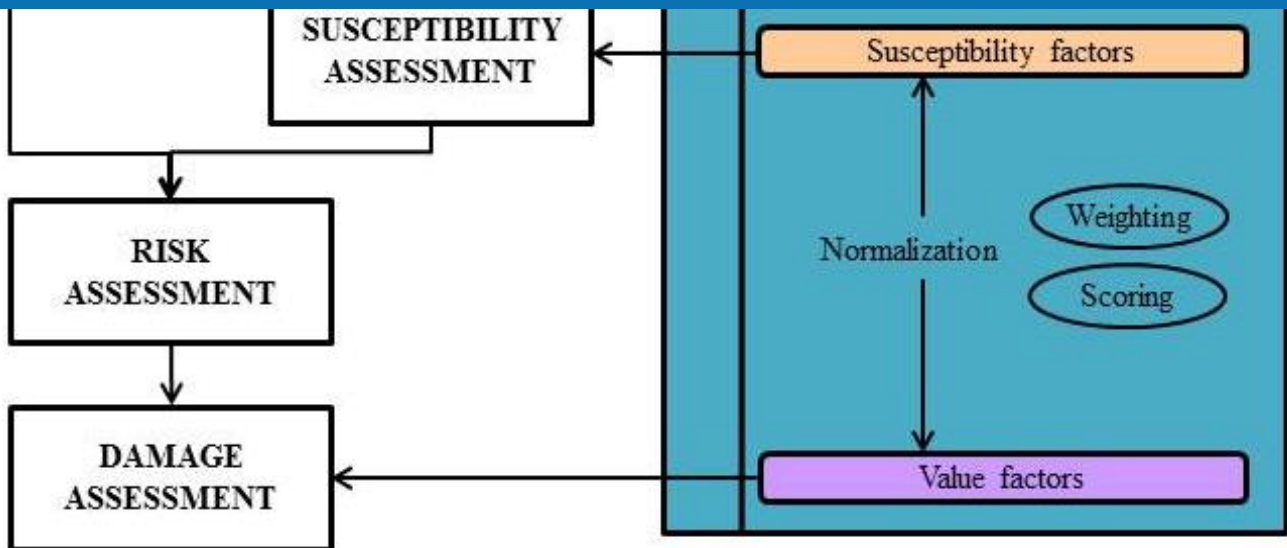 SUSCEPTIBILITY
ASSESSMENT
Susceptibility factors
Weighting
Normalization
Scoring
RISK
ASSESSMENT
DAMAGE
ASSESSMENT
Value factors